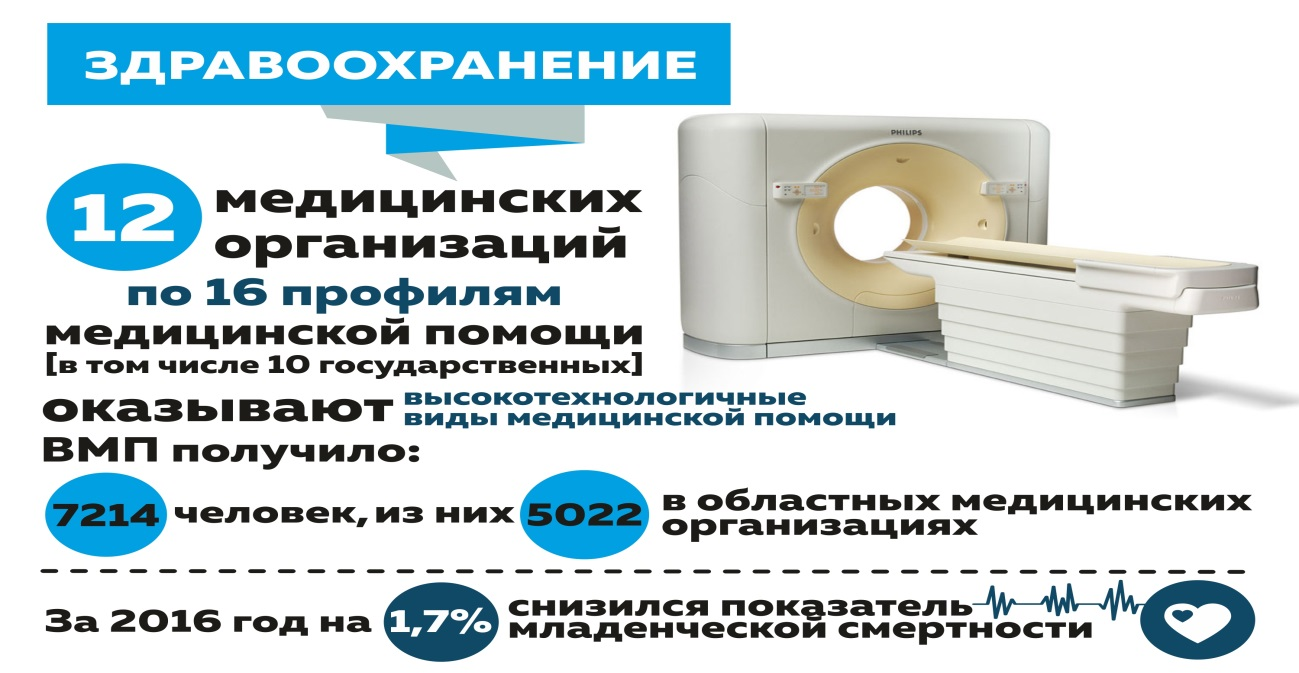 ЗДРАВООХРАНЕНИЕ
PHILIPS
12 медицинских
организаций
по 16 профилям
медицинской помощи
[в том числе 10 государственных]
оказывают высокотехнологичные
виды медицинской помощи
ВМП получило:
7214 человек, из них 5022 в областных медицинских
организациях
За 2016 год на 1,7% снизился показатель
младенческой смертности